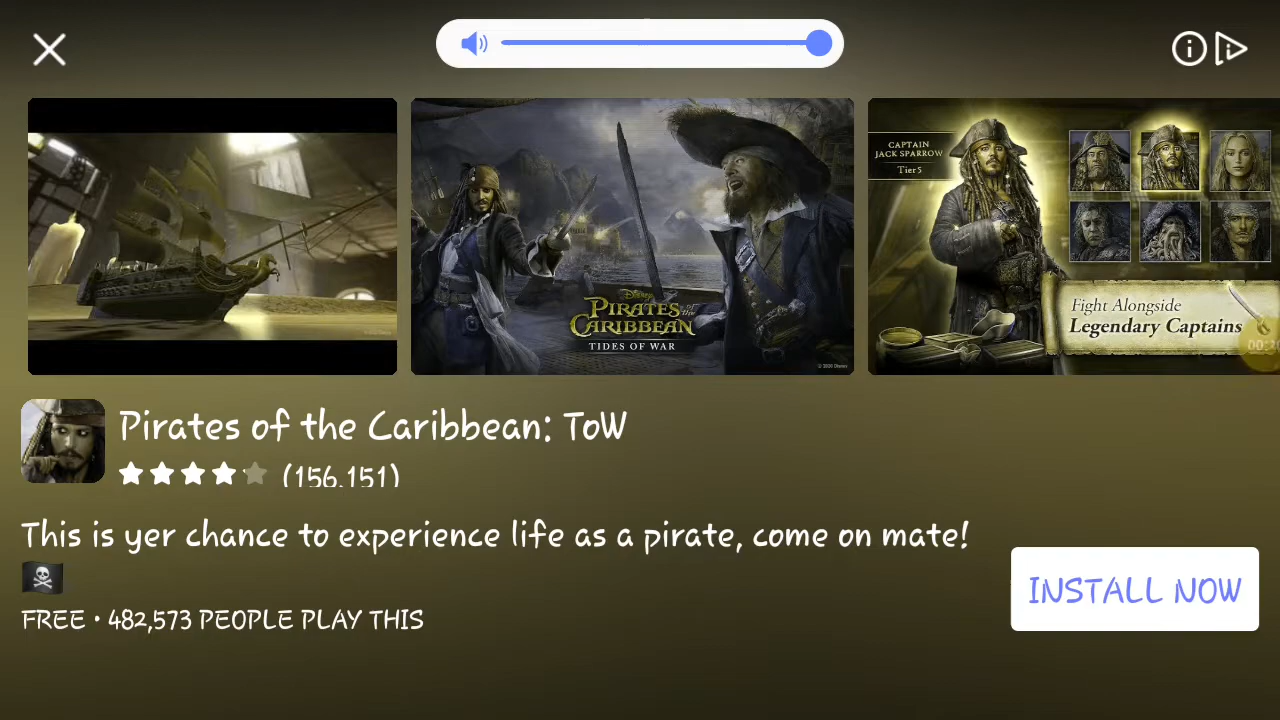 CAPTAIN
JACK SPARROW
Tier 5
Disney
PIRATES of the
CARIBBEAN
TIDES OF WAR
Fight Alongside
Legendary Captains
Pirates of the Caribbean: ToW
(156,151)
This is yer chance to experience life as a pirate, come on mate!
FREE • 482,573 PEOPLE PLAY THIS
INSTALL NOW